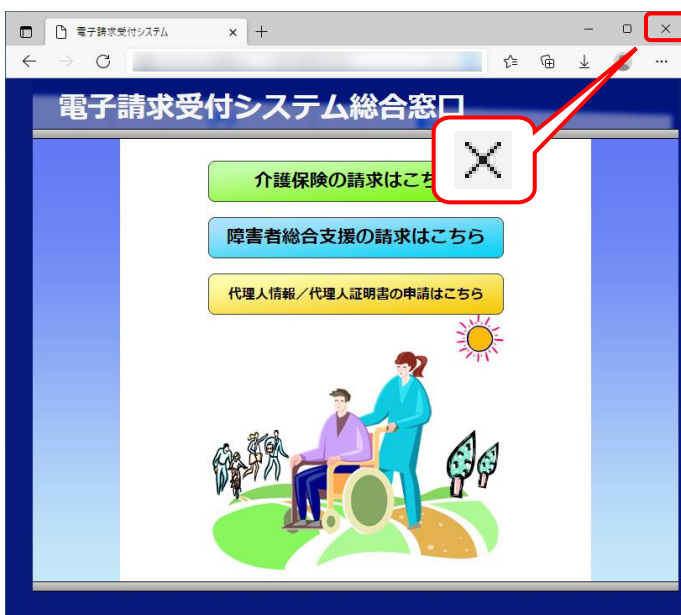 電子請求受付システム
電子請求受付システム総合窓口
介護保険の請求はこち
障害者総合支援の請求はこちら
代理人情報／代理人証明書の申請はこちら